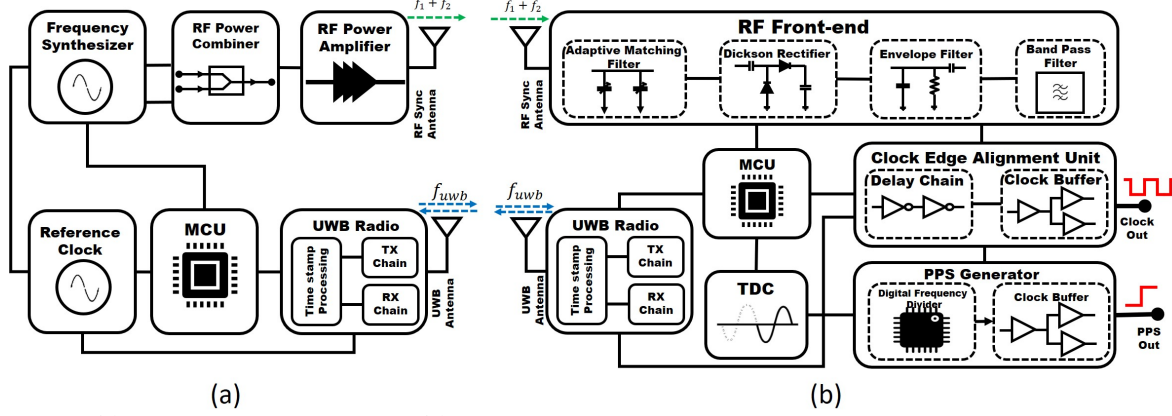 Frequency
Synthesizer
RF Power
Combiner
RF Power
Amplifier
f₁ + f₂
RF Sync
Antenna
Reference
Clock
MCU
UWB Radio
Time stamp
Processing
TX
Chain
RX
Chain
f_uwb
UWB
Antenna
(a)
f₁ + f₂
RF Sync
Antenna
RF Front-end
Adaptive Matching
Filter
Dickson Rectifier
Envelope Filter
Band Pass
Filter
MCU
Clock Edge Alignment Unit
Delay Chain
Clock Buffer
Clock
Out
f_uwb
UWB
Antenna
UWB Radio
Time stamp
Processing
TX
Chain
RX
Chain
TDC
PPS Generator
Digital Frequency
Divider
Clock Buffer
PPS
Out
(b)